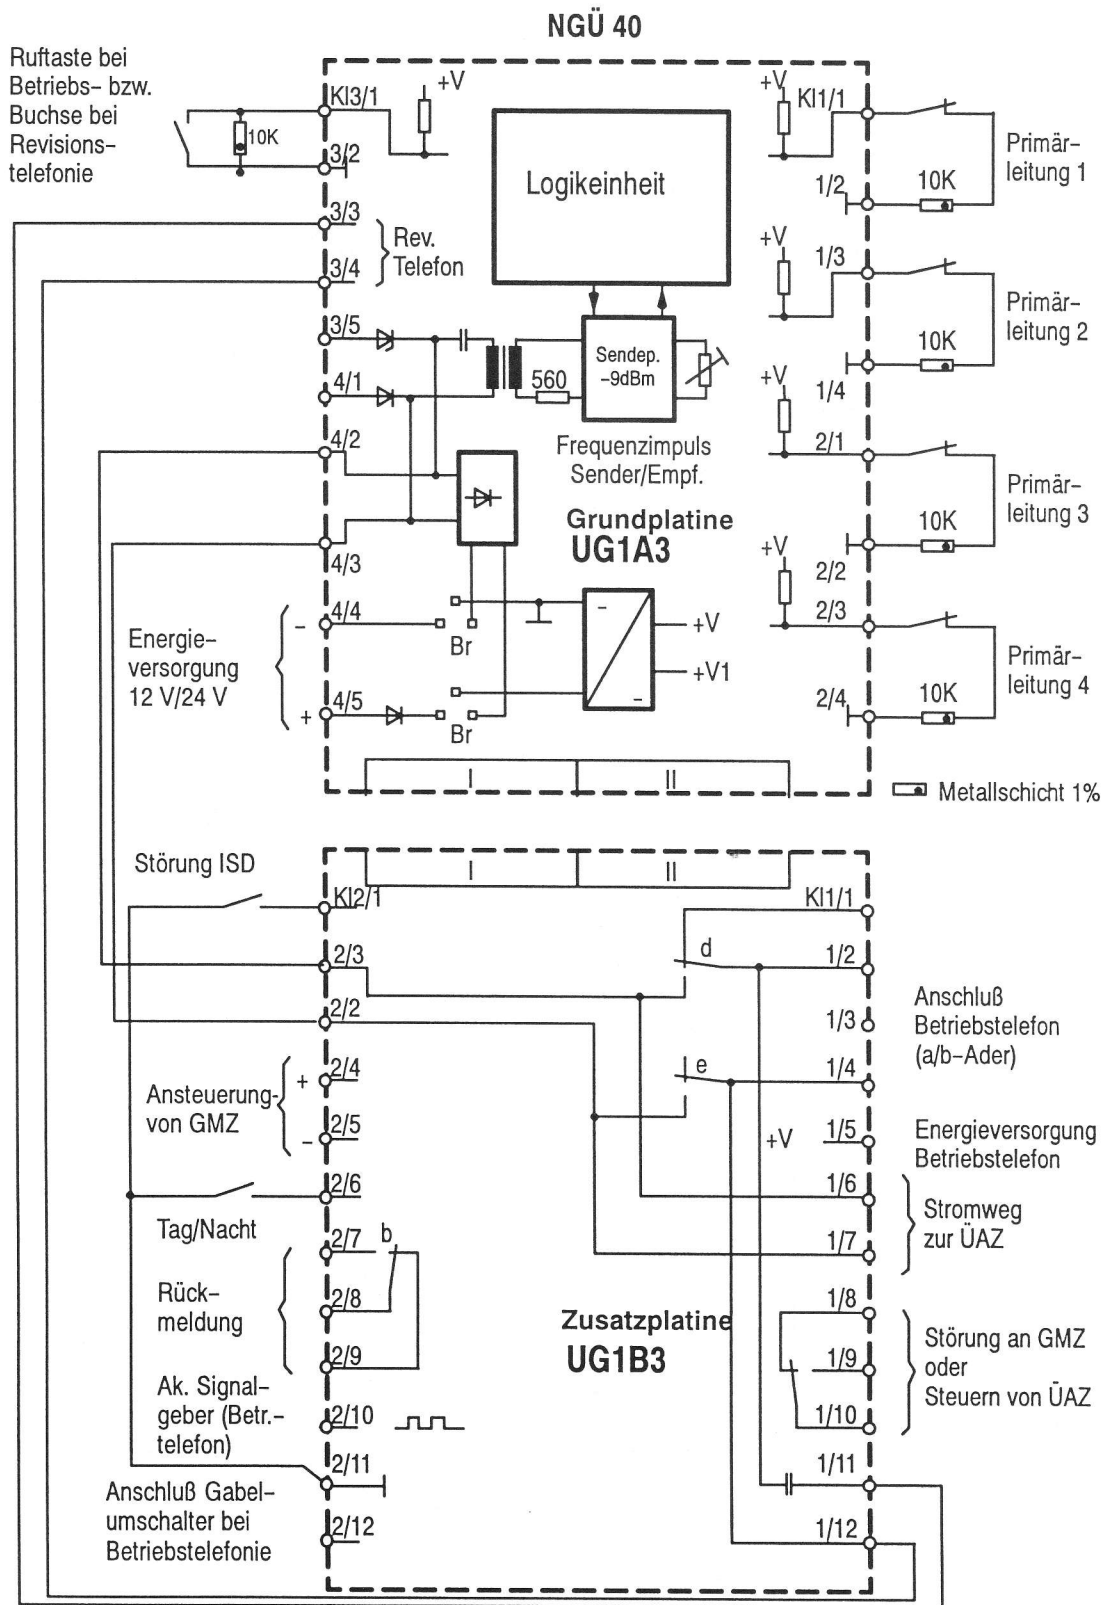 NGÜ 40
Ruftaste bei
Betriebs- bzw.
Buchse bei
Revisions-
telefonie
10K
Kl3/1
3/2
3/3
3/4
Rev.
Telefon
3/5
4/1
4/2
4/3
4/4
4/5
+V
Logikeinheit
560
Sendep.
-9dBm
Frequenzimpuls
Sender/Empf.
Grundplatine
UG1A3
Energie-
versorgung
12 V/24 V
-
+
Br
Br
-
-
+V
+V1
I
II
+V
Kl1/1
1/2
10K
Primär-
leitung 1
+V
1/3
10K
1/4
Primär-
leitung 2
+V
2/1
10K
2/2
Primär-
leitung 3
+V
2/3
10K
2/4
Primär-
leitung 4
Metallschicht 1%
Störung ISD
I
II
Kl2/1
2/3
2/2
Ansteuerung
von GMZ
+
-
2/4
2/5
2/6
Tag/Nacht
2/7
b
2/8
2/9
Rück-
meldung
Ak. Signal-
geber (Betr.-
telefon)
2/10
2/11
Anschluß Gabel-
umschalter bei
Betriebstelefonie
2/12
d
e
Zusatzplatine
UG1B3
Kl1/1
1/2
1/3
1/4
Anschluß
Betriebstelefon
(a/b-Ader)
+V
1/5
Energieversorgung
Betriebstelefon
1/6
1/7
Stromweg
zur ÜAZ
1/8
1/9
1/10
Störung an GMZ
oder
Steuern von ÜAZ
1/11
1/12